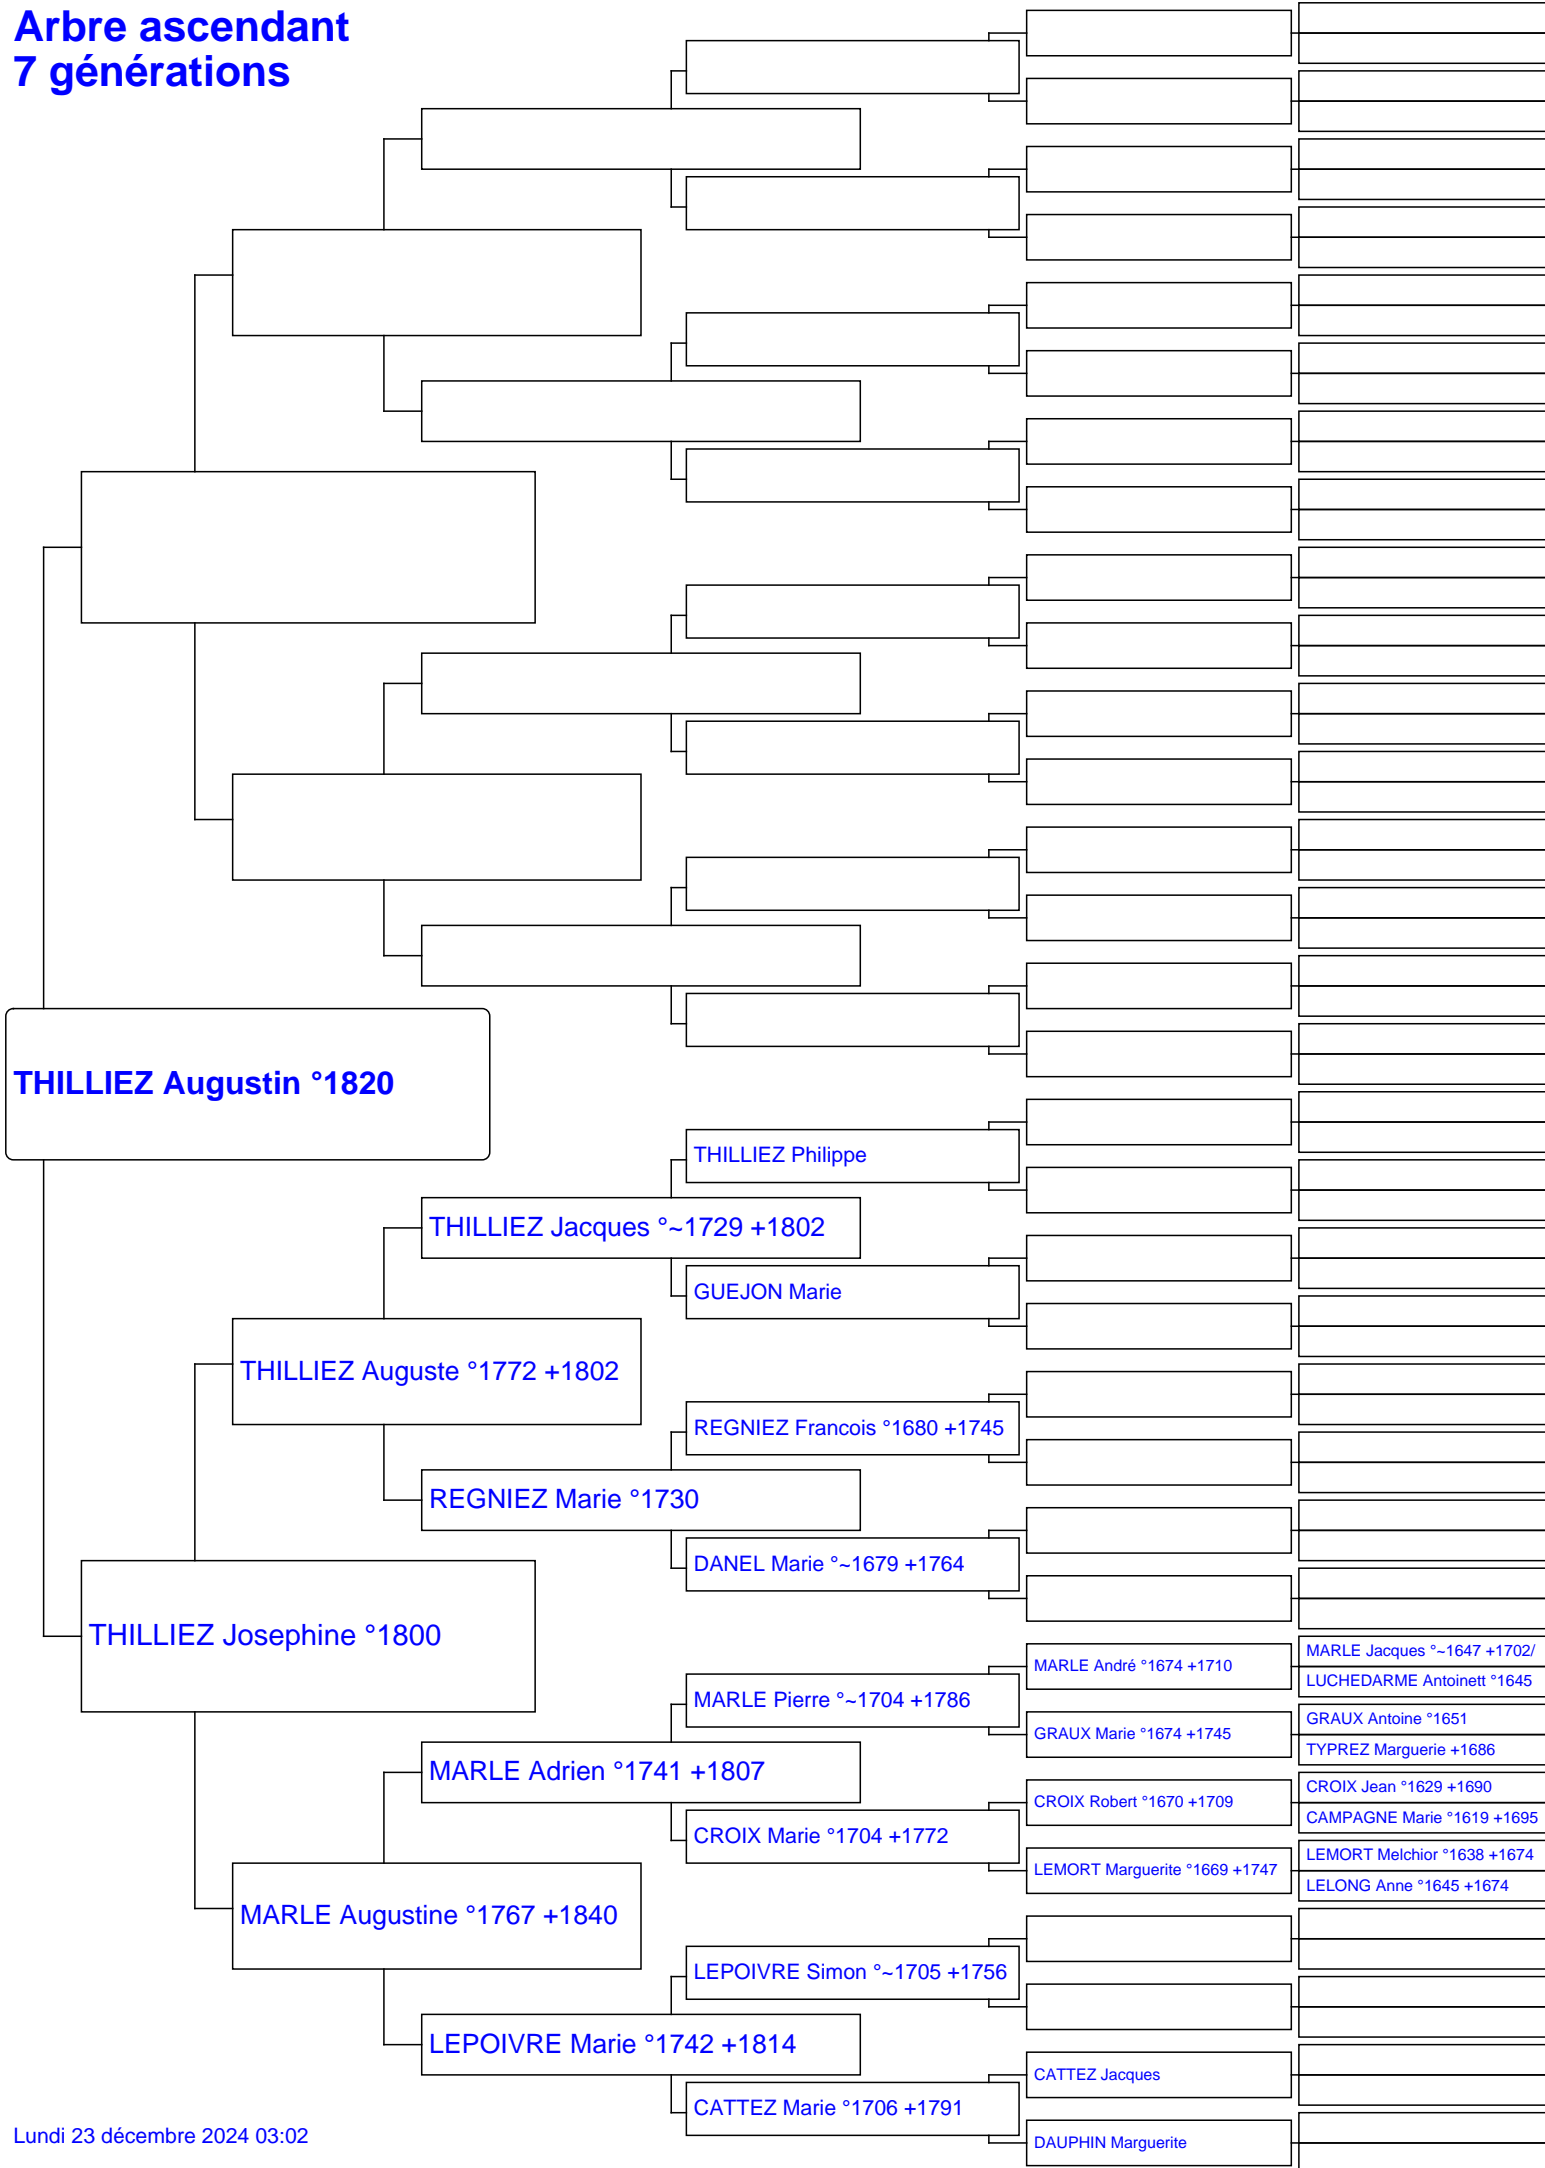 Arbre ascendant
7 générations
THILLIEZ Augustin °1820
THILLIEZ Philippe
THILLIEZ Jacques °~1729 +1802
GUEJON Marie
THILLIEZ Auguste °1772 +1802
REGNIEZ Francois °1680 +1745
REGNIEZ Marie °1730
DANEL Marie °~1679 +1764
THILLIEZ Josephine °1800
MARLE Jacques °~1647 +1702/
MARLE André °1674 +1710
LUCHEDARME Antoinett °1645
MARLE Pierre °~1704 +1786
GRAUX Antoine °1651
GRAUX Marie °1674 +1745
TYPREZ Marguerie +1686
MARLE Adrien °1741 +1807
CROIX Jean °1629 +1690
CROIX Robert °1670 +1709
CAMPAGNE Marie °1619 +1695
CROIX Marie °1704 +1772
LEMORT Melchior °1638 +1674
LEMORT Marguerite °1669 +1747
LELONG Anne °1645 +1674
MARLE Augustine °1767 +1840
LEPOIVRE Simon °~1705 +1756
LEPOIVRE Marie °1742 +1814
CATTEZ Jacques
CATTEZ Marie °1706 +1791
DAUPHIN Marguerite
Lundi 23 décembre 2024 03:02